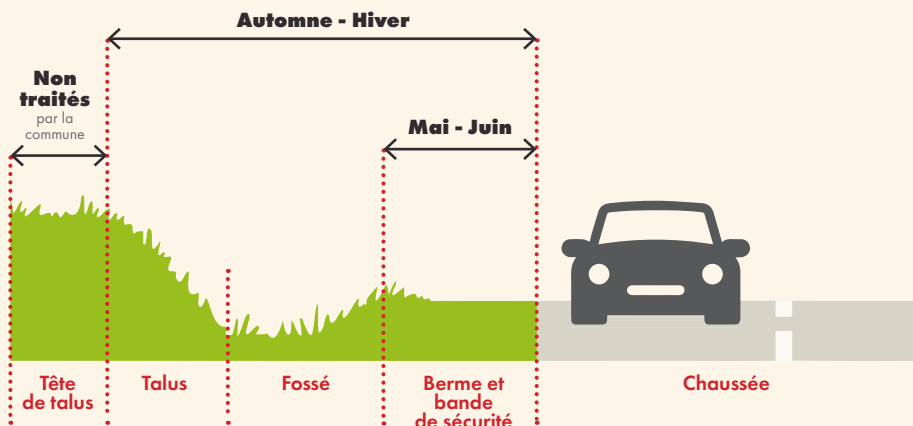 Automne - Hiver
Non
traités
par la
commune
Mai - Juin
Tête
de talus
Talus
Fossé
Berme et
bande
de sécurité
Chaussée